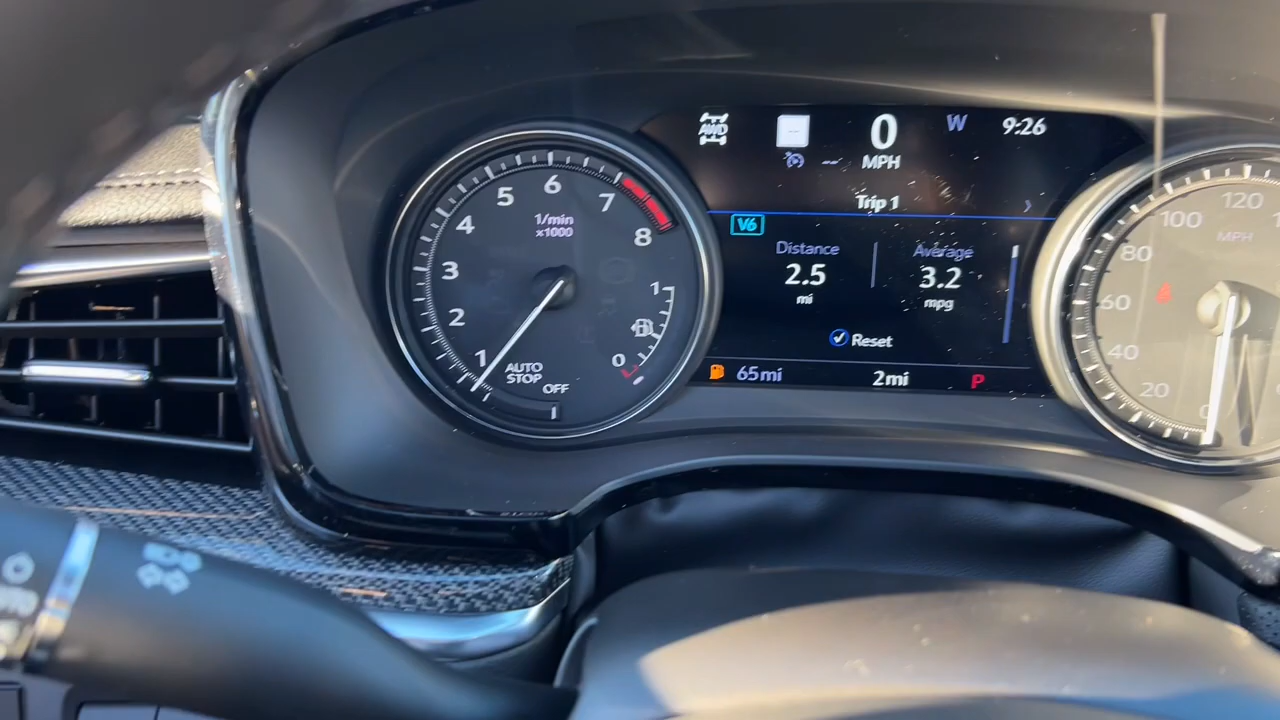 AWD
--
0
MPH
W
9:26
--
Trip 1
V6
Distance
2.5
mi
Average
3.2
mpg
Reset
65mi
2mi
P
1
2
3
4
5
6
7
8
1/min
x1000
AUTO
STOP
OFF
1
0
0
20
40
60
80
100
120
MPH